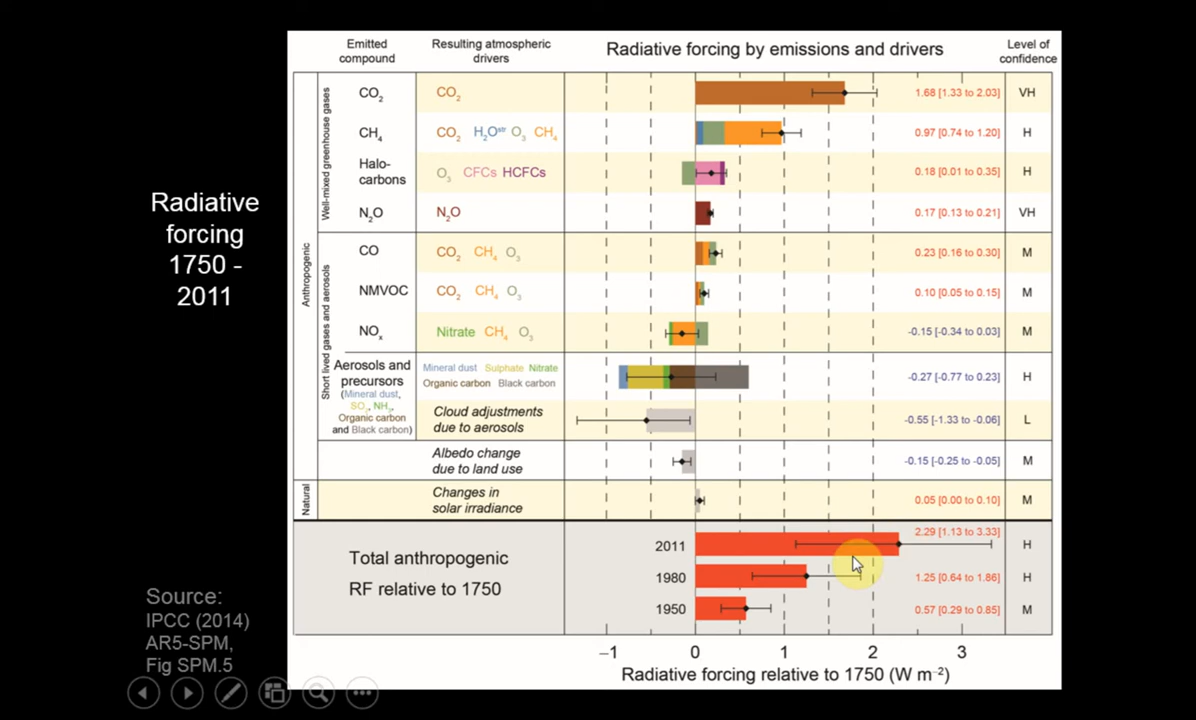 Radiative
forcing
1750 -
2011
Source:
IPCC (2014)
AR5-SPM,
Fig SPM.5
Emitted
compound
Resulting atmospheric
drivers
Radiative forcing by emissions and drivers
Level of
confidence
Anthropogenic
Well-mixed greenhouse gases
CO₂ CO₂ 1.68 [1.33 to 2.03] VH
CH₄ CO₂ H₂Oˢᵗʳ O₃ CH₄ 0.97 [0.74 to 1.20] H
Halo-
carbons O₃ CFCs HCFCs 0.18 [0.01 to 0.35] H
N₂O N₂O 0.17 [0.13 to 0.21] VH
Short lived gases and aerosols
CO CO₂ CH₄ O₃ 0.23 [0.16 to 0.30] M
NMVOC CO₂ CH₄ O₃ 0.10 [0.05 to 0.15] M
NOₓ Nitrate CH₄ O₃ -0.15 [-0.34 to 0.03] M
Aerosols and
precursors
(Mineral dust,
SO₂, NH₃,
Organic carbon
and Black carbon)
Mineral dust Sulphate Nitrate
Organic carbon Black carbon
-0.27 [-0.77 to 0.23] H
Cloud adjustments
due to aerosols
-0.55 [-1.33 to -0.06] L
Albedo change
due to land use
-0.15 [-0.25 to -0.05] M
Natural
Changes in
solar irradiance
0.05 [0.00 to 0.10] M
Total anthropogenic
RF relative to 1750
2011 2.29 [1.13 to 3.33] H
1980 1.25 [0.64 to 1.86] H
1950 0.57 [0.29 to 0.85] M
−1 0 1 2 3
Radiative forcing relative to 1750 (W m⁻²)